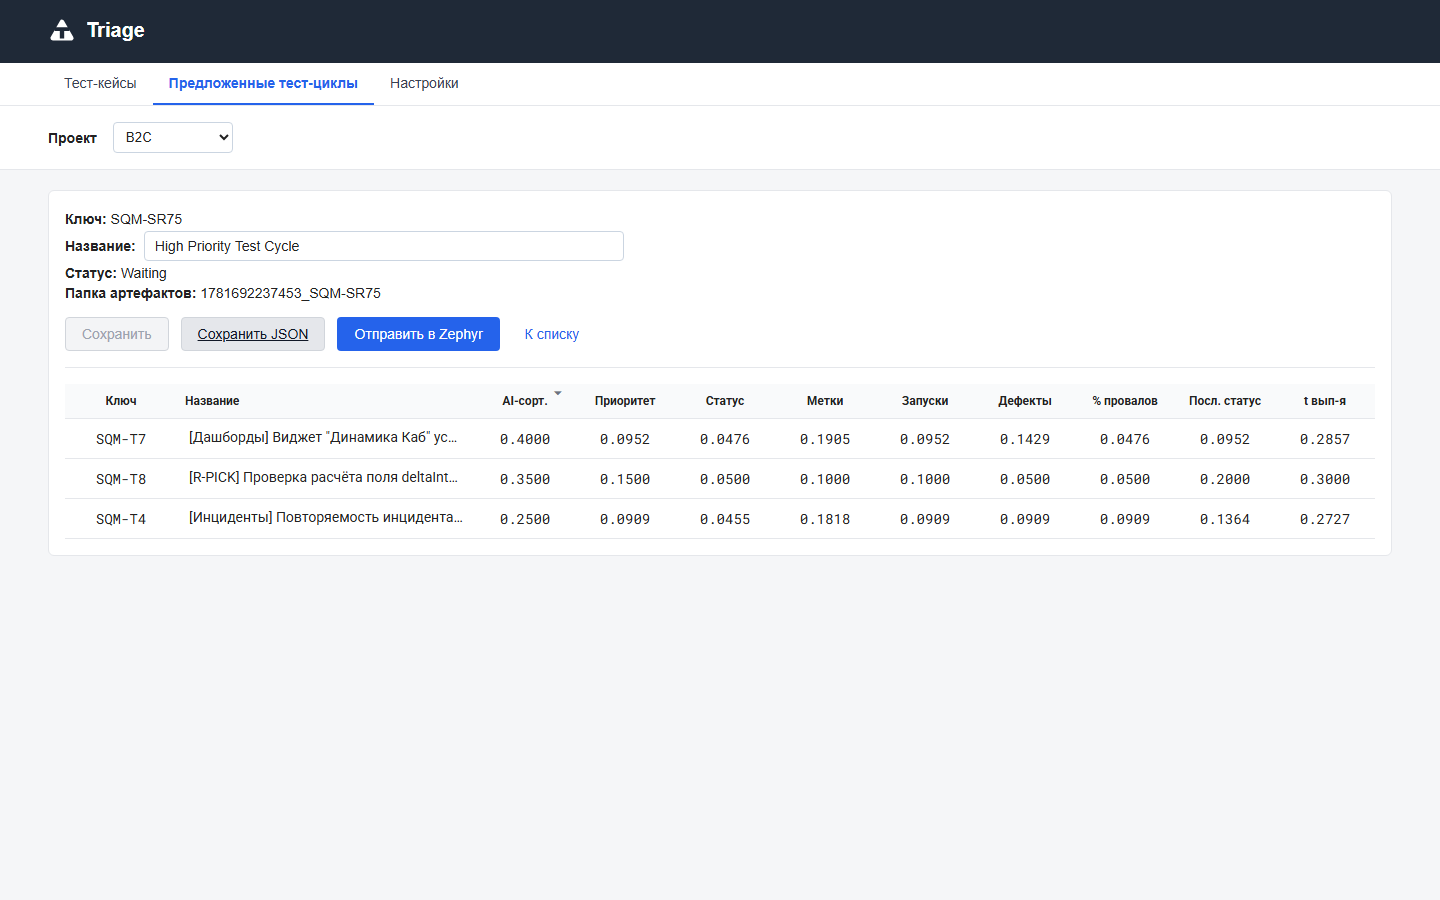 Triage
Тест-кейсы Предложенные тест-циклы Настройки
Проект B2C
Ключ: SQM-SR75
Название: High Priority Test Cycle
Статус: Waiting
Папка артефактов: 1781692237453_SQM-SR75
Сохранить Сохранить JSON Отправить в Zephyr К списку
Ключ Название AI-сорт. Приоритет Статус Метки Запуски Дефекты % провалов Посл. статус t вып-я
SQM-T7 [Дашборды] Виджет "Динамика Каб" ус... 0.4000 0.0952 0.0476 0.1905 0.0952 0.1429 0.0476 0.0952 0.2857
SQM-T8 [R-PICK] Проверка расчёта поля deltaInt... 0.3500 0.1500 0.0500 0.1000 0.1000 0.0500 0.0500 0.2000 0.3000
SQM-T4 [Инциденты] Повторяемость инцидента... 0.2500 0.0909 0.0455 0.1818 0.0909 0.0909 0.0909 0.1364 0.2727